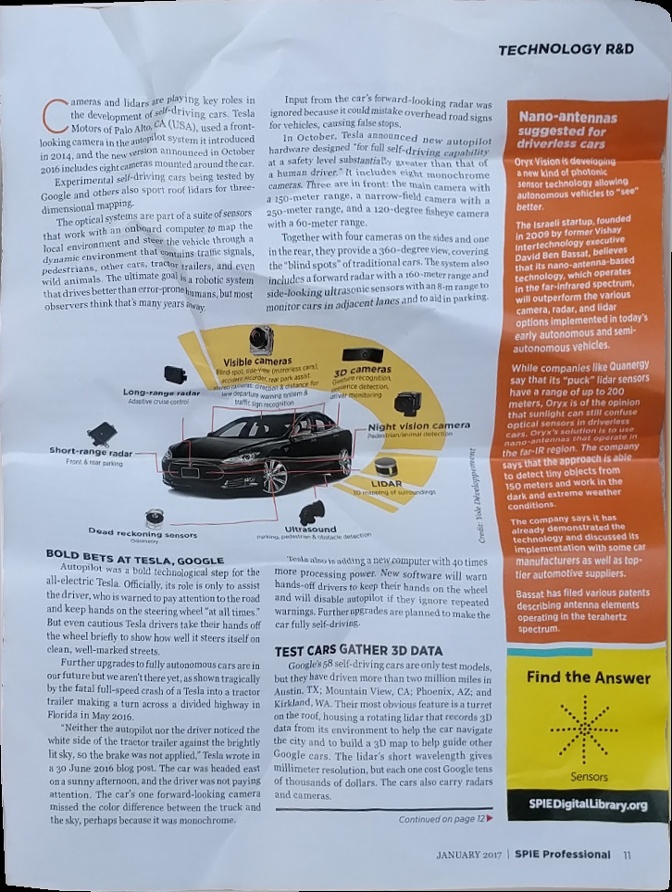 TECHNOLOGY R&D
Cameras and lidars are playing key roles in
the development of self-driving cars. Tesla
Motors of Palo Alto, CA (USA), used a front-
looking camera in the autopilot system it introduced
in 2014, and the new version announced in October
2016 includes eight cameras mounted around the car.
Experimental self-driving cars being tested by
Google and others also sport roof lidars for three-
dimensional mapping.
The optical systems are part of a suite of sensors
that work with an onboard computer to map the
local environment and steer the vehicle through a
dynamic environment that contains traffic signals,
pedestrians, other cars, tractor trailers, and even
wild animals. The ultimate goal is a robotic system
that drives better than error-prone humans, but most
observers think that's many years away.
Input from the car's forward-looking radar was
ignored because it could mistake overhead road signs
for vehicles, causing false stops.
In October, Tesla announced new autopilot
hardware designed "for full self-driving capability
at a safety level substantially greater than that of
a human driver." It includes eight monochrome
cameras. Three are in front: the main camera with
a 150-meter range, a narrow-field camera with a
250-meter range, and a 120-degree fisheye camera
with a 60-meter range.
Together with four cameras on the sides and one
in the rear, they provide a 360-degree view, covering
the "blind spots" of traditional cars. The system also
includes a forward radar with a 160-meter range and
side-looking ultrasonic sensors with an 8-m range to
monitor cars in adjacent lanes and to aid in parking.
Visible cameras
Blind-spot, side-view (mirrorless cars),
accident recorder, rear park assist
stereo cameras, direction & distance for
lane departure warning system &
traffic sign recognition
3D cameras
Gesture recognition,
presence detection,
driver monitoring
Long-range radar
Adaptive cruise control
Night vision camera
Pedestrian/animal detection
Short-range radar
Front & rear parking
LIDAR
3D mapping of surroundings
Dead reckoning sensors
Odometry
Ultrasound
Parking, pedestrian & obstacle detection
Credit: Yole Développement
BOLD BETS AT TESLA, GOOGLE
Autopilot was a bold technological step for the
all-electric Tesla. Officially, its role is only to assist
the driver, who is warned to pay attention to the road
and keep hands on the steering wheel "at all times."
But even cautious Tesla drivers take their hands off
the wheel briefly to show how well it steers itself on
clean, well-marked streets.
Further upgrades to fully autonomous cars are in
our future but we aren't there yet, as shown tragically
by the fatal full-speed crash of a Tesla into a tractor
trailer making a turn across a divided highway in
Florida in May 2016.
"Neither the autopilot nor the driver noticed the
white side of the tractor trailer against the brightly
lit sky, so the brake was not applied," Tesla wrote in
a 30 June 2016 blog post. The car was headed east
on a sunny afternoon, and the driver was not paying
attention. The car's one forward-looking camera
missed the color difference between the truck and
the sky, perhaps because it was monochrome.
Tesla also is adding a new computer with 40 times
more processing power. New software will warn
hands-off drivers to keep their hands on the wheel
and will disable autopilot if they ignore repeated
warnings. Further upgrades are planned to make the
car fully self-driving.
TEST CARS GATHER 3D DATA
Google's 58 self-driving cars are only test models,
but they have driven more than two million miles in
Austin, TX; Mountain View, CA; Phoenix, AZ; and
Kirkland, WA. Their most obvious feature is a turret
on the roof, housing a rotating lidar that records 3D
data from its environment to help the car navigate
the city and to build a 3D map to help guide other
Google cars. The lidar's short wavelength gives
millimeter resolution, but each one cost Google tens
of thousands of dollars. The cars also carry radars
and cameras.
Continued on page 12
Nano-antennas
suggested for
driverless cars
Oryx Vision is developing
a new kind of photonic
sensor technology allowing
autonomous vehicles to "see"
better.
The Israeli startup, founded
in 2009 by former Vishay
Intertechnology executive
David Ben Bassat, believes
that its nano-antenna-based
technology, which operates
in the far-infrared spectrum,
will outperform the various
camera, radar, and lidar
options implemented in today's
early autonomous and semi-
autonomous vehicles.
While companies like Quanergy
say that its "puck" lidar sensors
have a range of up to 200
meters, Oryx is of the opinion
that sunlight can still confuse
optical sensors in driverless
cars. Oryx's solution is to use
nano-antennas that operate in
the far-IR region. The company
says that the approach is able
to detect tiny objects from
150 meters and work in the
dark and extreme weather
conditions.
The company says it has
already demonstrated the
technology and discussed its
implementation with some car
manufacturers as well as top-
tier automotive suppliers.
Bassat has filed various patents
describing antenna elements
operating in the terahertz
spectrum.
Find the Answer
Sensors
SPIEDigitalLibrary.org
JANUARY 2017 | SPIE Professional 11